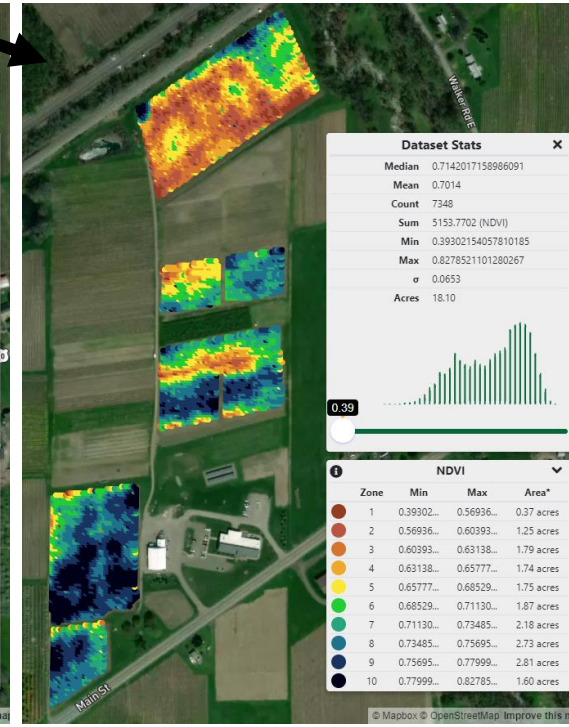 Walker Rd E
Dataset Stats
Median 0.7142017158986091
Mean 0.7014
Count 7348
Sum 5153.7702 (NDVI)
Min 0.39302154057810185
Max 0.8278521101280267
σ 0.0653
Acres 18.10
0.39
NDVI
Zone Min Max Area*
1 0.39302... 0.56936... 0.37 acres
2 0.56936... 0.60393... 1.25 acres
3 0.60393... 0.63138... 1.79 acres
4 0.63138... 0.65777... 1.74 acres
5 0.65777... 0.68529... 1.75 acres
6 0.68529... 0.71130... 1.87 acres
7 0.71130... 0.73485... 2.18 acres
8 0.73485... 0.75695... 2.73 acres
9 0.75695... 0.77999... 2.81 acres
10 0.77999... 0.82785... 1.60 acres
Main St
© Mapbox © OpenStreetMap Improve this